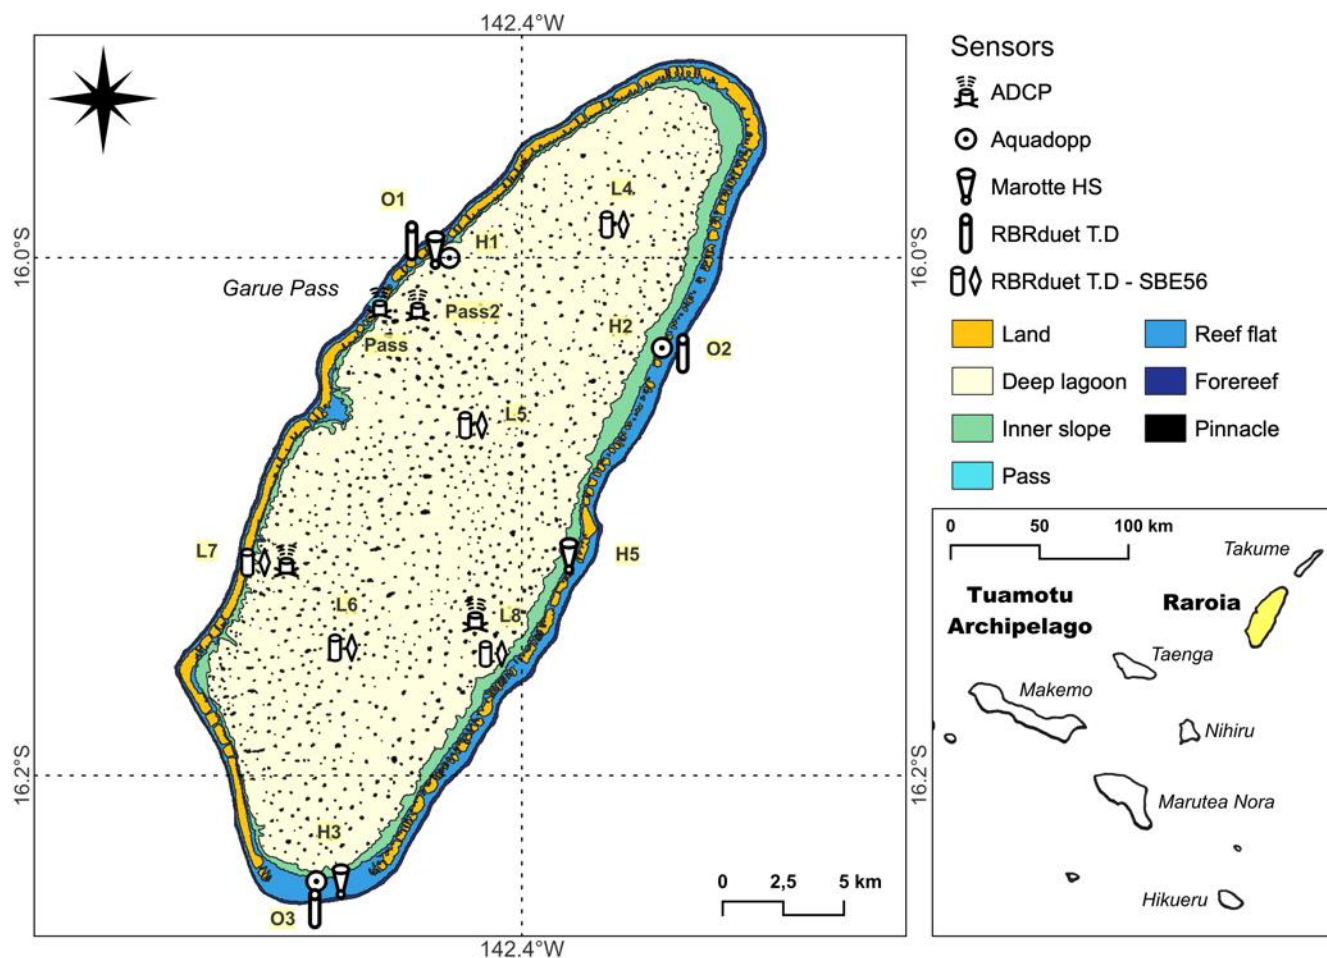 142.4°W
Sensors
ADCP
Aquadopp
Marotte HS
RBRduet T.D
RBRduet T.D - SBE56
Land
Reef flat
Deep lagoon
Forereef
Inner slope
Pinnacle
Pass
L4
O1
H1
16.0°S
16.0°S
Garue Pass
Pass2
Pass
H2
O2
L5
L7
H5
L6
L8
16.2°S
16.2°S
H3
O3
0 2,5 5 km
142.4°W
0 50 100 km
Takume
Tuamotu
Archipelago
Raroia
Taenga
Makemo
Nihiru
Marutea Nora
Hikueru